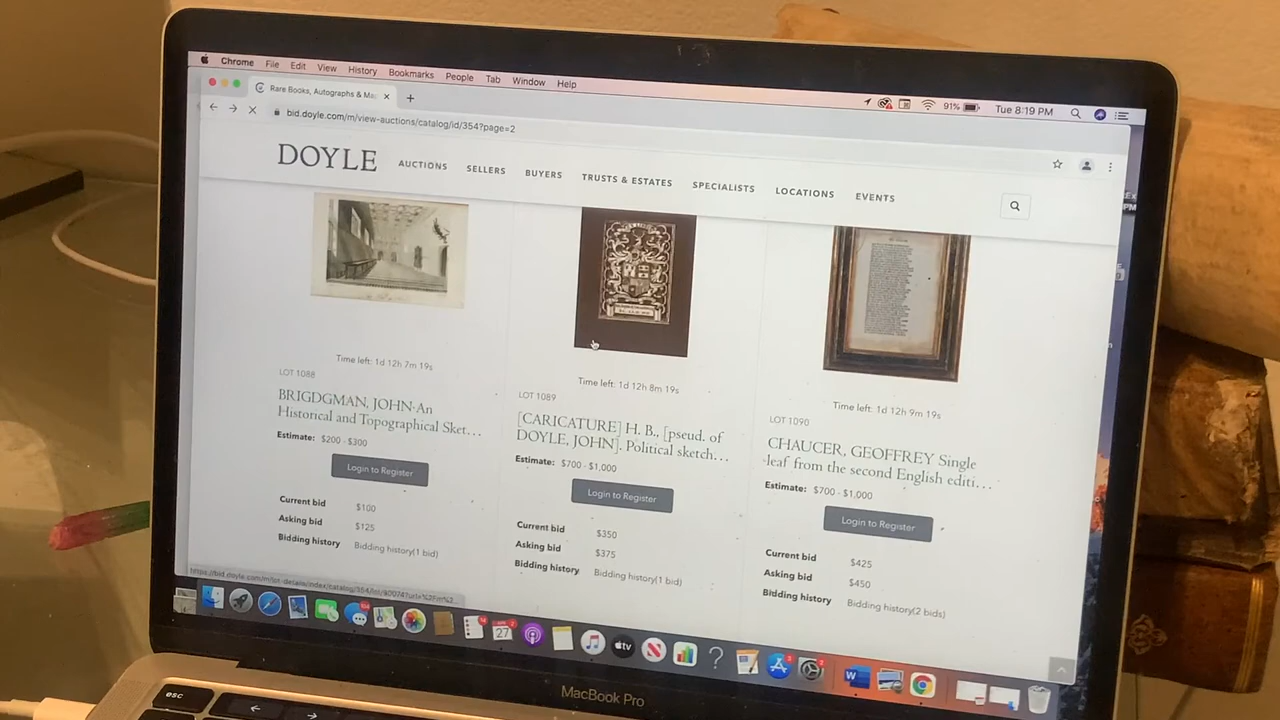 Chrome File Edit View History Bookmarks People Tab Window Help
91% Tue 8:19 PM
Rare Books, Autographs & Ma
bid.doyle.com/m/view-auctions/catalog/id/354?page=2
DOYLE
AUCTIONS SELLERS BUYERS TRUSTS & ESTATES SPECIALISTS LOCATIONS EVENTS
Time left: 1d 12h 7m 19s
LOT 1088
BRIGDGMAN, JOHN An
Historical and Topographical Sket...
Estimate: $200 - $300
Login to Register
Current bid $100
Asking bid $125
Bidding history Bidding history(1 bid)
Time left: 1d 12h 8m 19s
LOT 1089
[CARICATURE] H. B., [pseud. of
DOYLE, JOHN]. Political sketch...
Estimate: $700 - $1,000
Login to Register
Current bid $350
Asking bid $375
Bidding history Bidding history(1 bid)
Time left: 1d 12h 9m 19s
LOT 1090
CHAUCER, GEOFFREY Single
leaf from the second English editi...
Estimate: $700 - $1,000
Login to Register
Current bid $425
Asking bid $450
Bidding history Bidding history(2 bids)
27
tv
W
MacBook Pro
esc